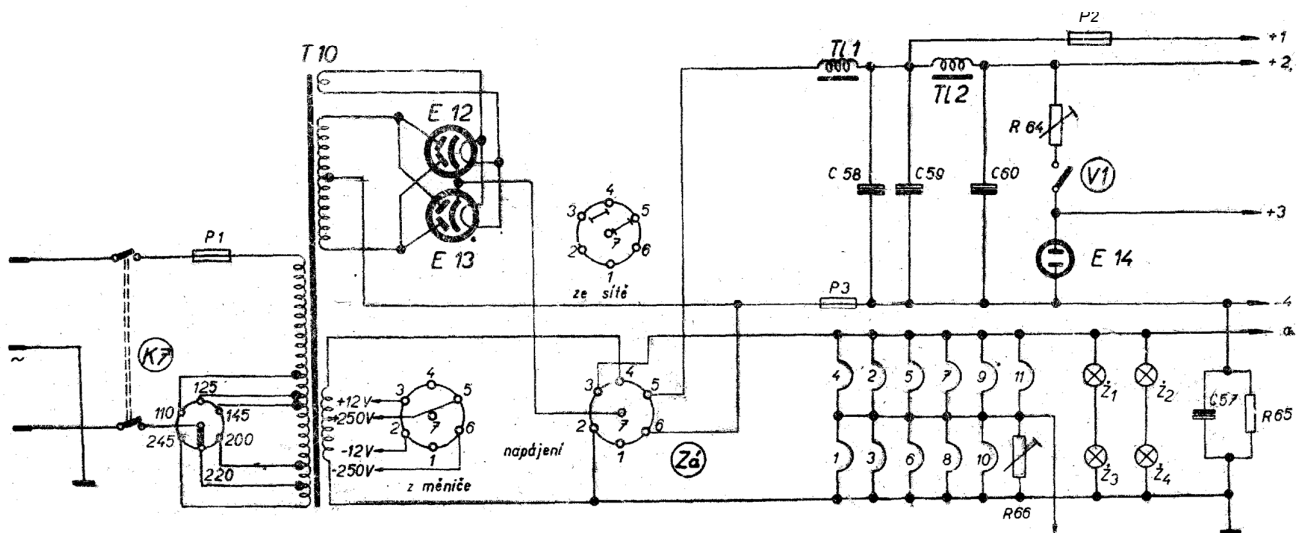 P2
+1
T10
Tl 1
+2,
E 12
Tl 2
R 64
C 58
C59
C60
V1
4
3
5
7
2
6
1
ze sítě
+3
E 13
E 14
P1
P3
-4
K7
~
125
110
145
245
200
220
+12V
+250V
-12V
-250V
3
4
5
2
7
6
1
z měniče
napájení
3
4
5
2
7
6
1
Zá
4
2
5
7
9
11
1
3
6
8
10
R66
Ž1
Ž2
Ž3
Ž4
C57
R65